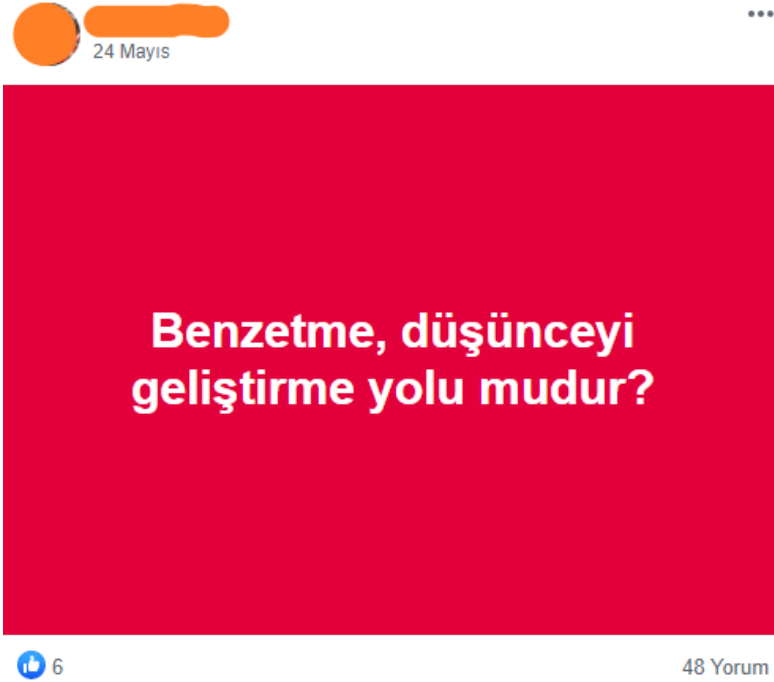 24 Mayıs
Benzetme, düşünceyi
geliştirme yolu mudur?
6
48 Yorum